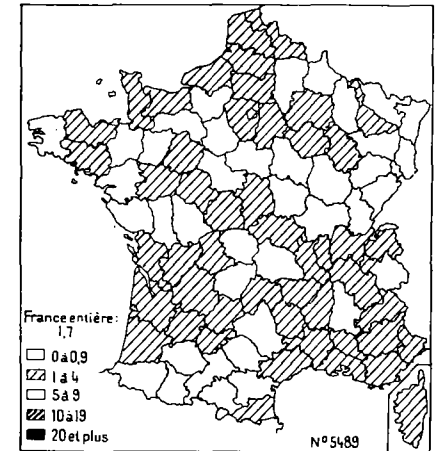 France entière:
1,7
0 à 0,9
1 à 4
5 à 9
10 à 19
20 et plus
N° 5489